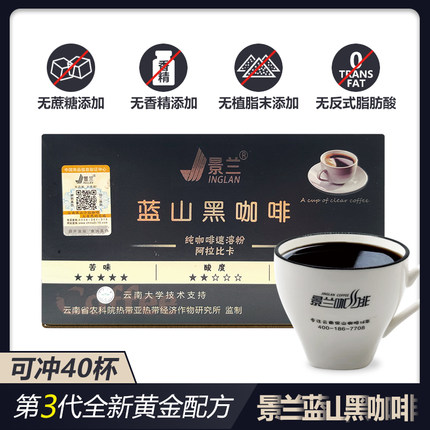 香精
0
TRANS
FAT
无蔗糖添加
无香精添加
无植脂末添加
无反式脂肪酸
景兰®
INGLAN
A cup of clear coffee
蓝山黑咖啡
纯咖啡速溶粉
阿拉比卡
苦味
酸度
★★★★★
★★☆☆☆
云南大学技术支持
云南省农科院热带亚热带经济作物研究所 监制
景兰咖啡
400-186-7708
可冲40杯
第3代全新黄金配方
景兰蓝山黑咖啡